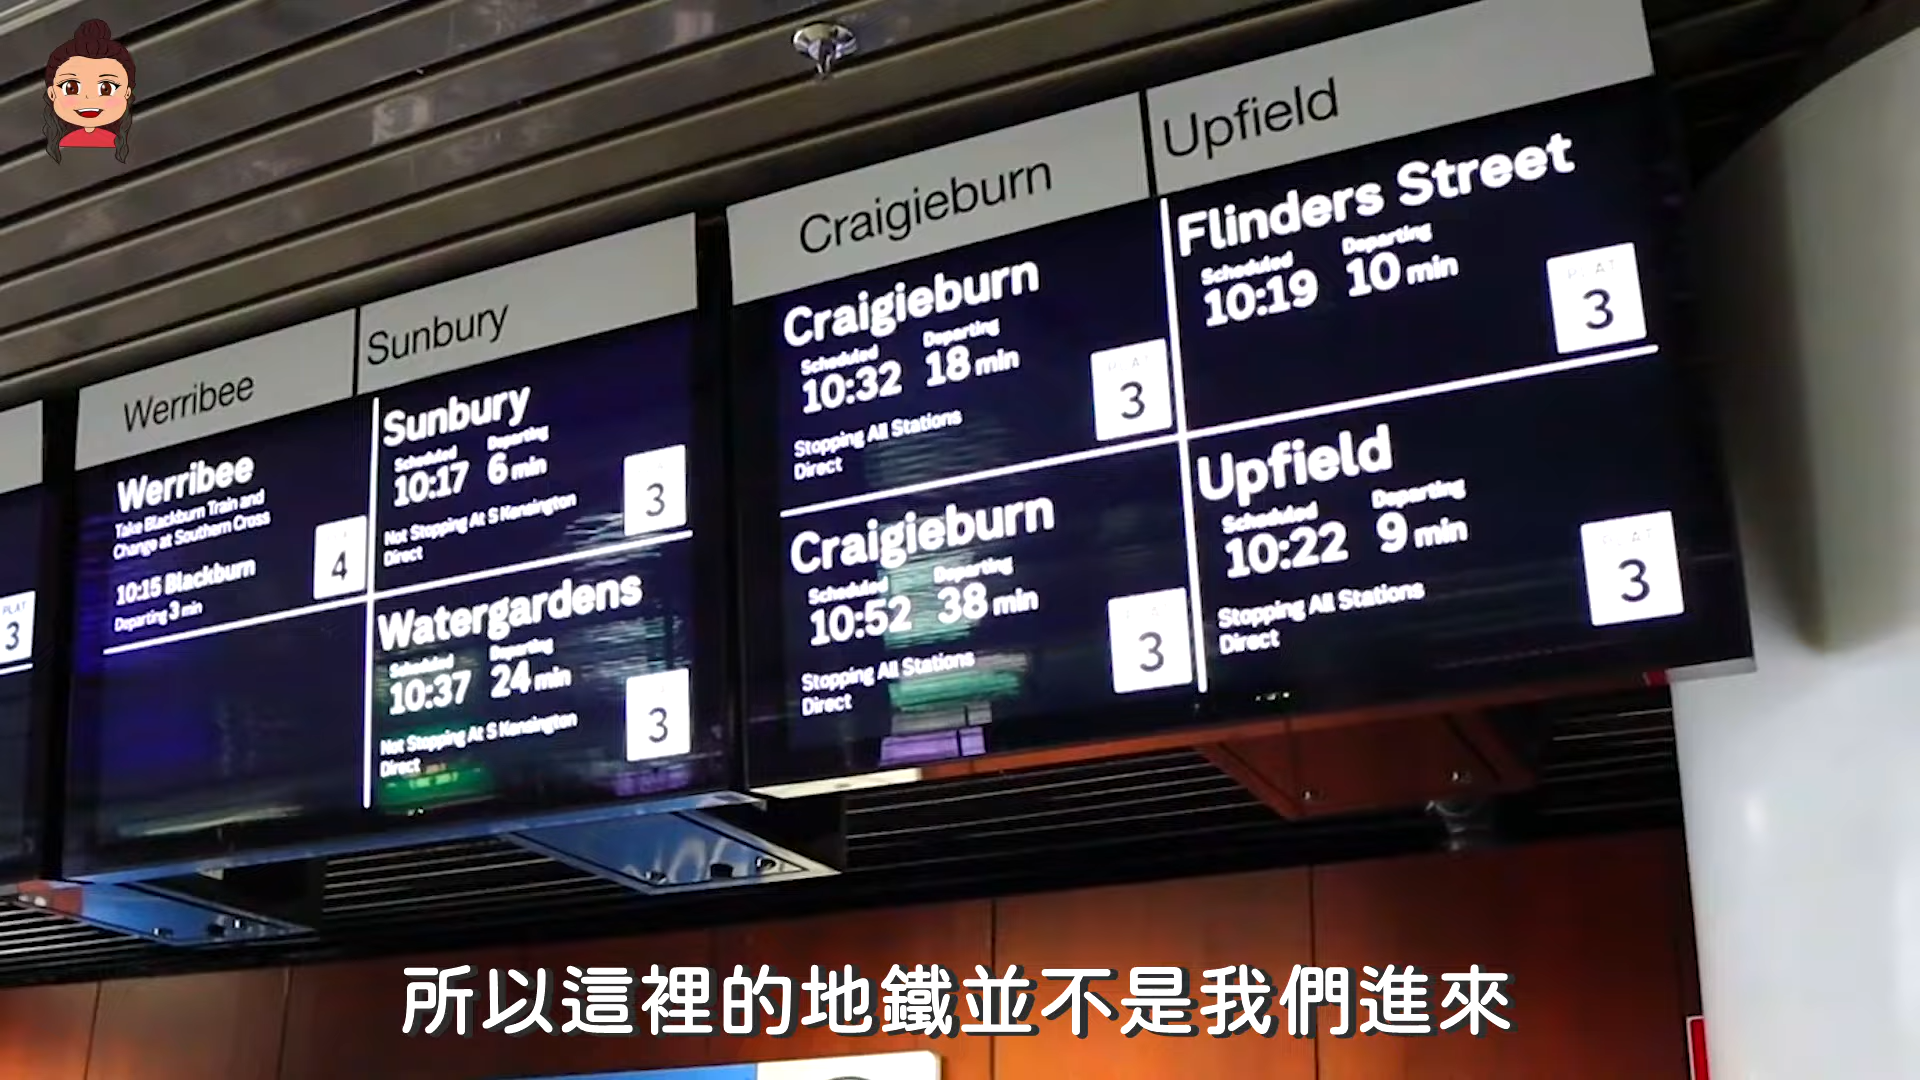 PLAT
3
Werribee
Werribee
Take Blackburn Train and
Change at Southern Cross
10:15 Blackburn
Departing 3 min
4
Sunbury
Sunbury
Scheduled Departing
10:17 6 min
Not Stopping At S Kensington
Direct
3
Watergardens
Scheduled Departing
10:37 24 min
Not Stopping At S Kensington
Direct
3
Craigieburn
Craigieburn
Scheduled Departing
10:32 18 min
Stopping All Stations
Direct
PLAT
3
Craigieburn
Scheduled Departing
10:52 38 min
Stopping All Stations
Direct
PLAT
3
Upfield
Flinders Street
Scheduled Departing
10:19 10 min
PLAT
3
Upfield
Scheduled Departing
10:22 9 min
Stopping All Stations
Direct
PLAT
3
所以這裡的地鐵並不是我們進來